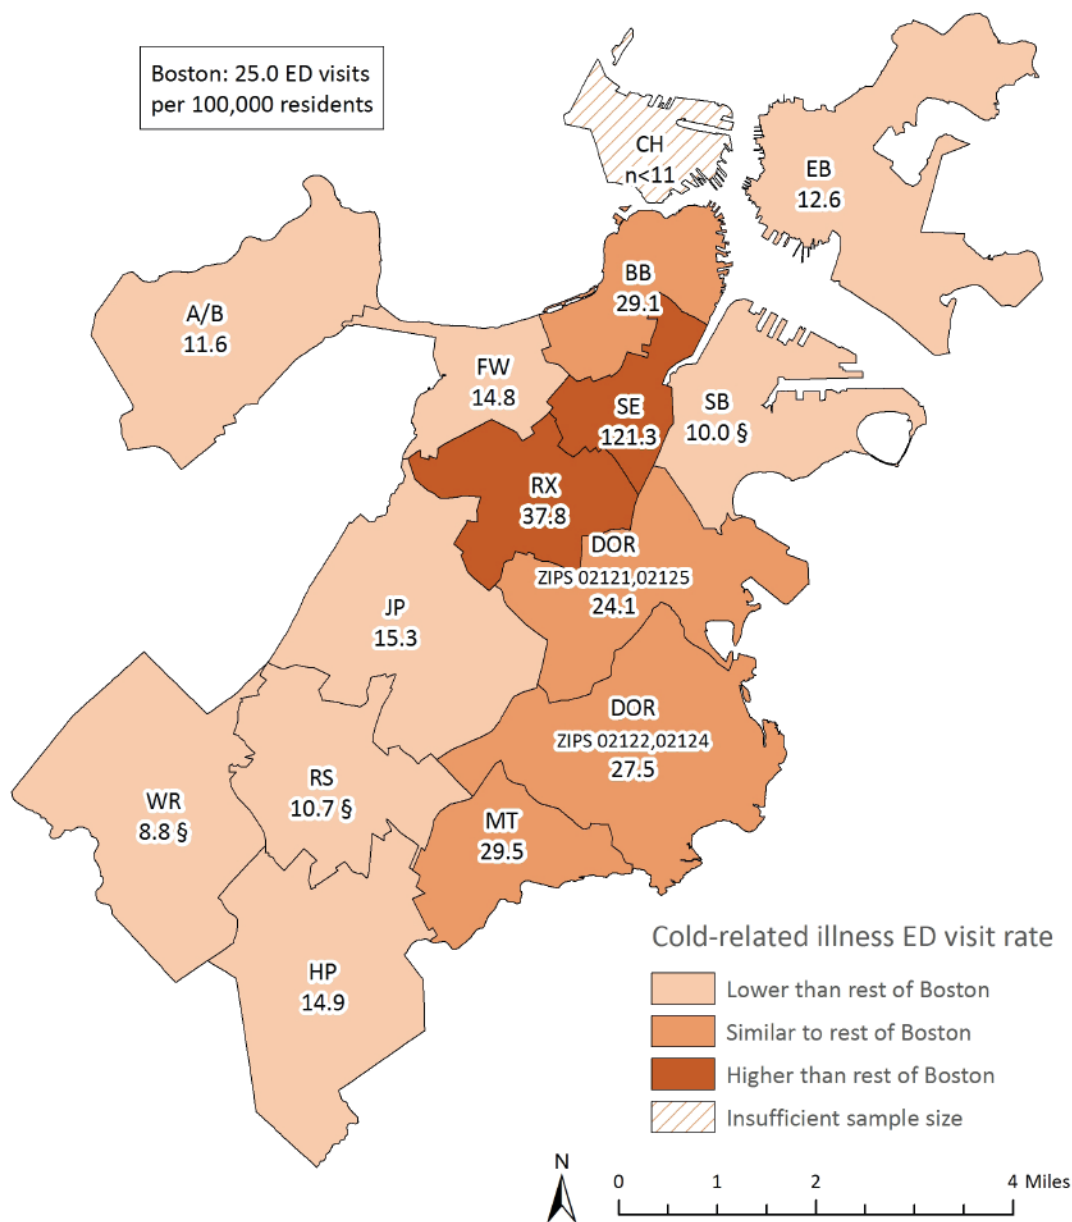 Boston: 25.0 ED visits
per 100,000 residents
CH
n<11
EB
12.6
BB
29.1
A/B
11.6
FW
14.8
SE
121.3
SB
10.0 §
RX
37.8
DOR
ZIPS 02121,02125
24.1
JP
15.3
DOR
ZIPS 02122,02124
27.5
RS
10.7 §
WR
8.8 §
MT
29.5
HP
14.9
Cold-related illness ED visit rate
Lower than rest of Boston
Similar to rest of Boston
Higher than rest of Boston
Insufficient sample size
N
0 1 2 4 Miles